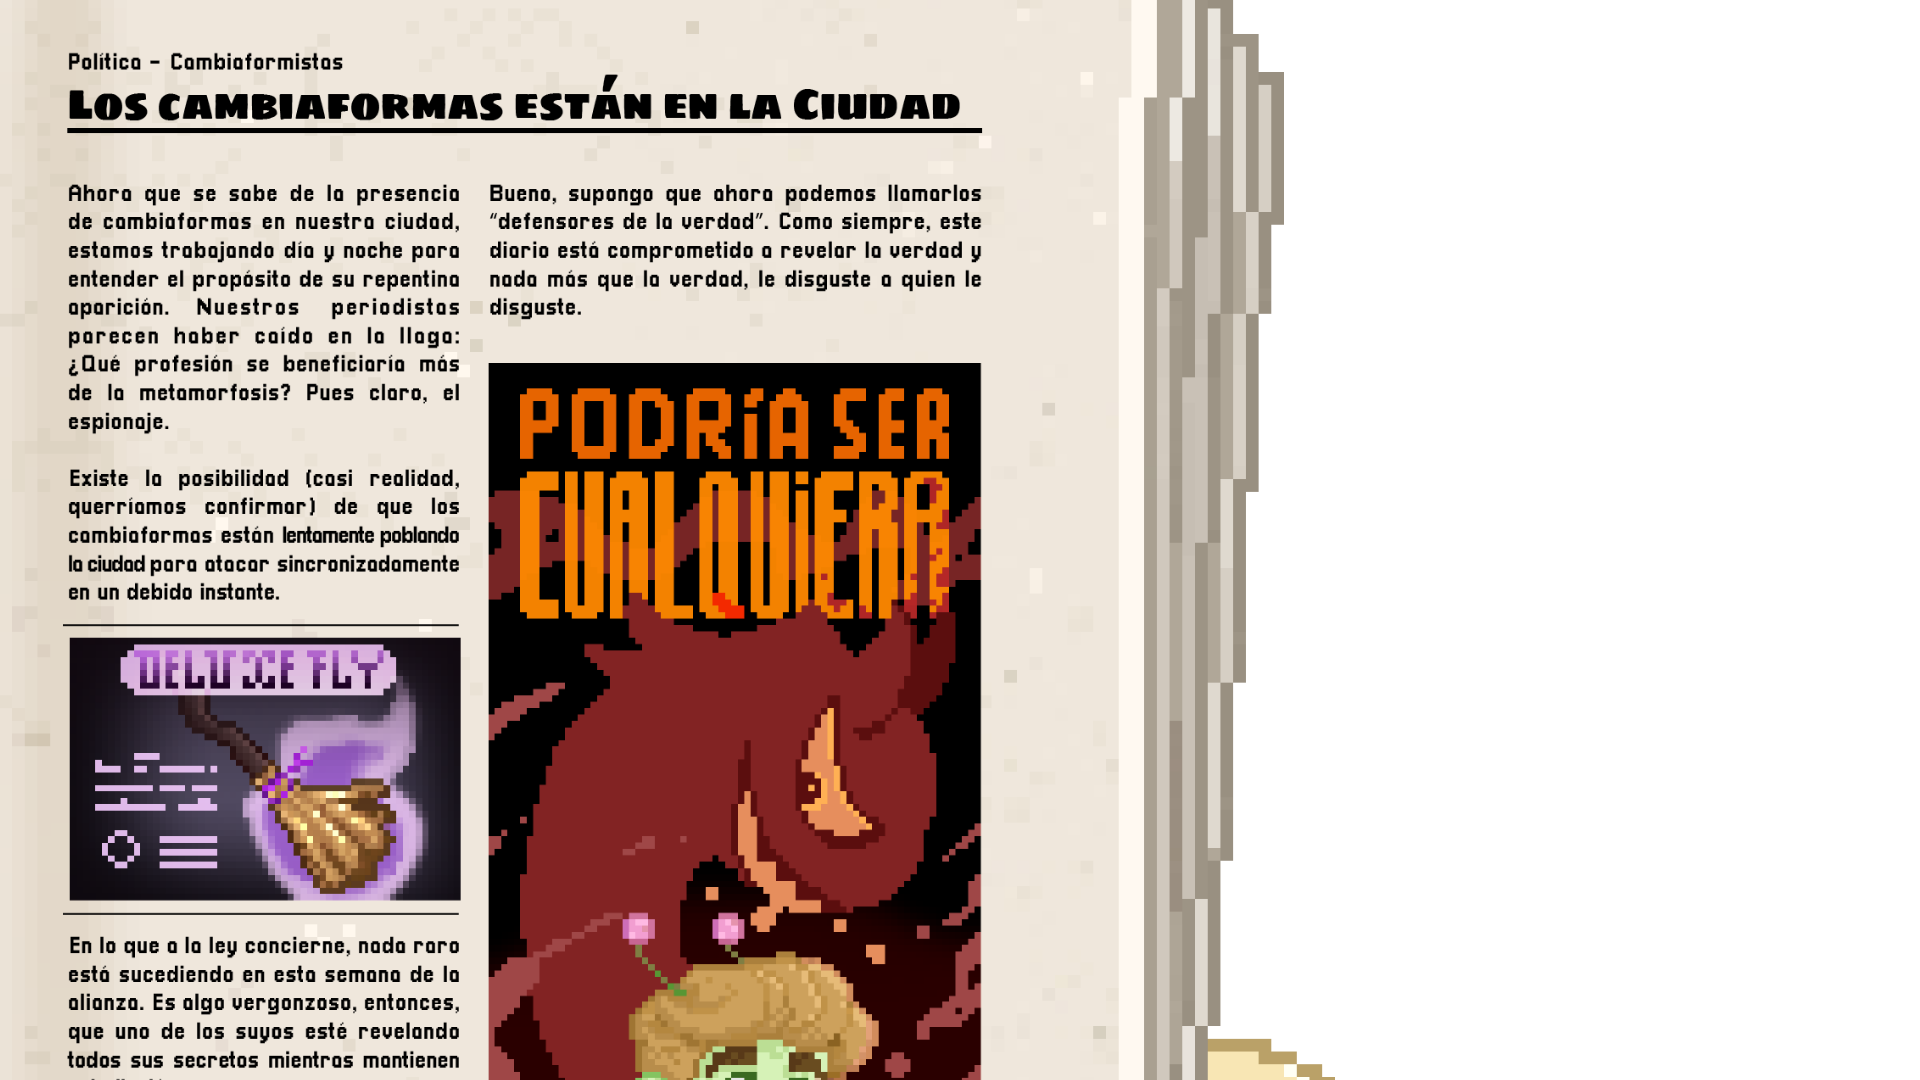 Política - Cambiaformistas
Los cambiaformas están en la Ciudad
Ahora que se sabe de la presencia
de cambiaformas en nuestra ciudad,
estamos trabajando día y noche para
entender el propósito de su repentina
aparición. Nuestros periodistas
parecen haber caído en la llaga:
¿Qué profesión se beneficiaría más
de la metamorfosis? Pues claro, el
espionaje.
Existe la posibilidad (casi realidad,
querríamos confirmar) de que los
cambiaformas están lentamente poblando
la ciudad para atacar sincronizadamente
en un debido instante.
DELUXE FLY
En lo que a la ley concierne, nada raro
está sucediendo en esta semana de la
alianza. Es algo vergonzoso, entonces,
que uno de los suyos esté revelando
todos sus secretos mientras mantienen
Bueno, supongo que ahora podemos llamarlos
“defensores de la verdad”. Como siempre, este
diario está comprometido a revelar la verdad y
nada más que la verdad, le disguste a quien le
disguste.
PODRÍA SER
CUALQUIERA